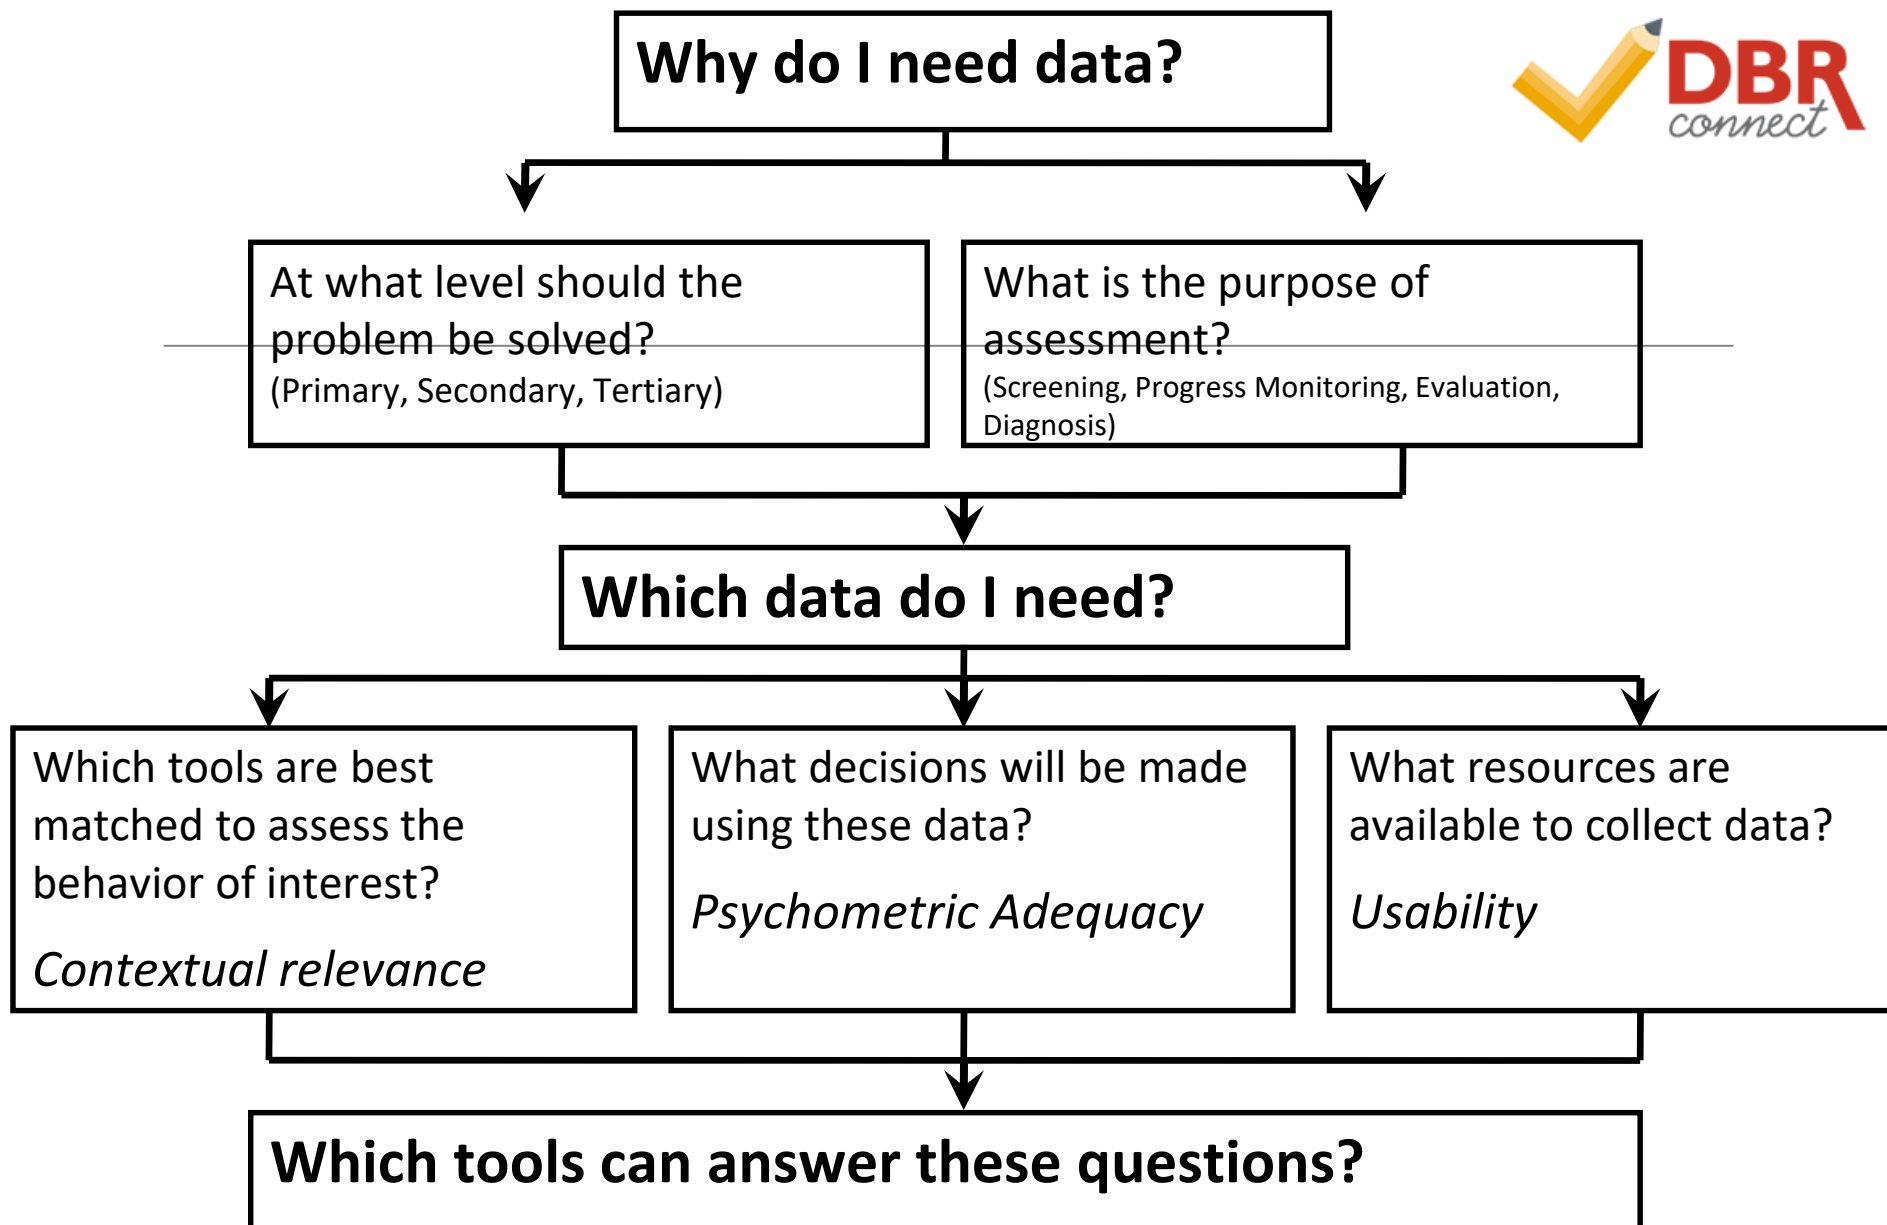 Why do I need data?
DBR
connect
At what level should the
problem be solved?
(Primary, Secondary, Tertiary)
What is the purpose of
assessment?
(Screening, Progress Monitoring, Evaluation,
Diagnosis)
Which data do I need?
Which tools are best
matched to assess the
behavior of interest?
Contextual relevance
What decisions will be made
using these data?
Psychometric Adequacy
What resources are
available to collect data?
Usability
Which tools can answer these questions?